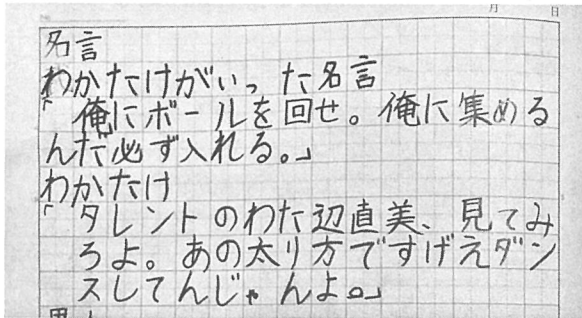 月 日
名言
わかたけがいった名言
「俺にボールを回せ。俺に集める
んだ必ず入れる。」
わかたけ
「タレントのわた辺直美、見てみ
ろよ。あの太り方ですげえダン
スしてんじゃんよ。」